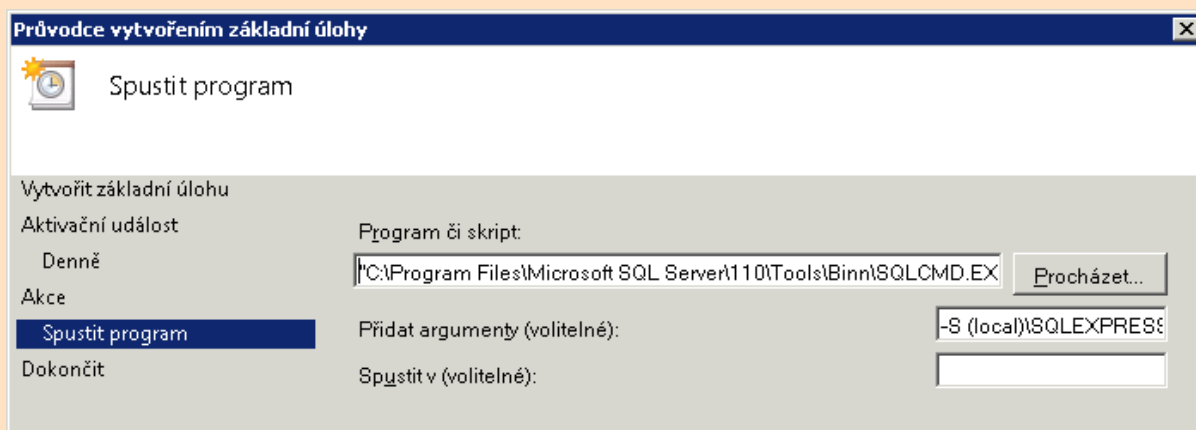 Průvodce vytvořením základní úlohy
Spustit program
Vytvořit základní úlohu
Aktivační událost
Denně
Akce
Spustit program
Dokončit
Program či skript:
"C:\Program Files\Microsoft SQL Server\110\Tools\Binn\SQLCMD.EX
Procházet...
Přidat argumenty (volitelné):
-S (local)\SQLEXPRESS
Spustit v (volitelné):